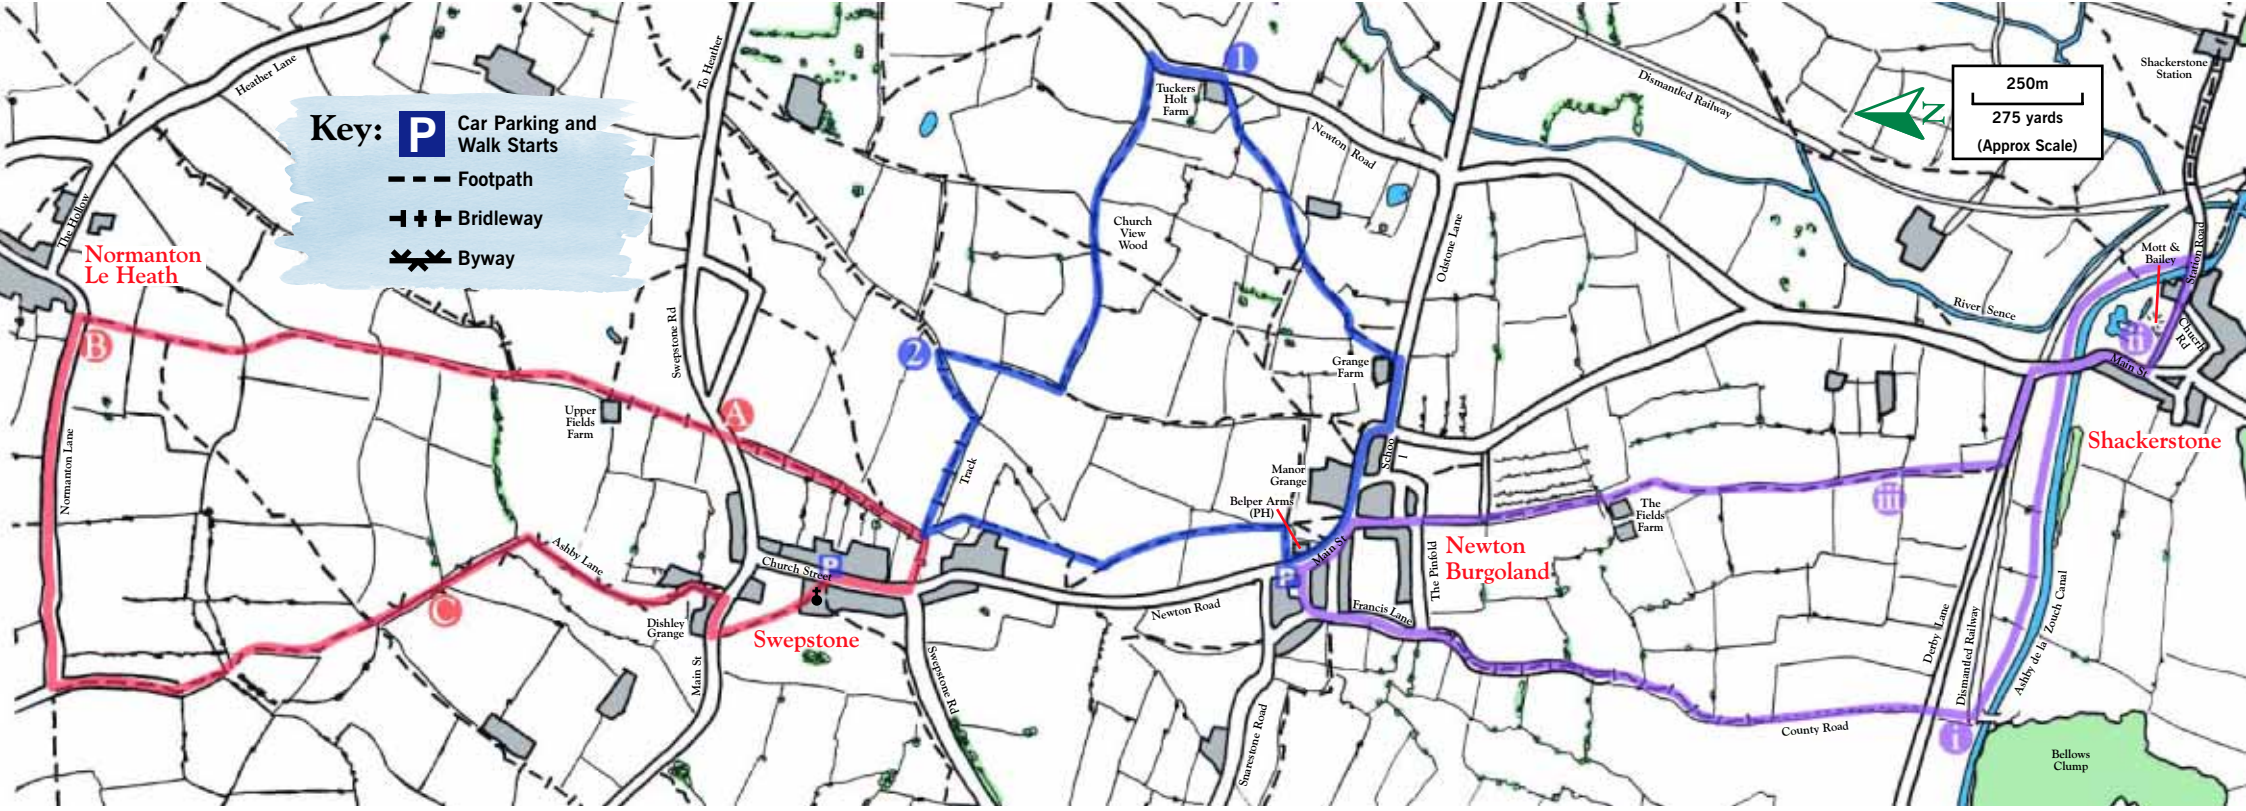 Key:
P
Car Parking and
Walk Starts
Footpath
Bridleway
Byway
Heather Lane
To Heather
The Hollow
Normanton
Le Heath
B
Normanton Lane
Swepstone Rd
Upper
Fields
Farm
A
C
Ashby Lane
Dishley
Grange
Main St
Church Street
P
Swepstone
Swepstone Rd
Track
2
1
Tuckers
Holt
Farm
Church
View
Wood
Newton Road
Odstone Lane
Grange
Farm
Manor
Grange
Belper Arms
(PH)
Schoo
l
Main St
P
Newton Road
Snarestone Road
Francis Lane
The Pinfold
Newton
Burgoland
The
Fields
Farm
iii
County Road
i
Derby Lane
Dismantled Railway
Ashby de la Zouch Canal
Bellows
Clump
Dismantled Railway
River Sence
N
250m
275 yards
(Approx Scale)
Shackerstone
Station
Mott &
Bailey
Station Road
ii
Chucrh
Rd
Main St
Shackerstone